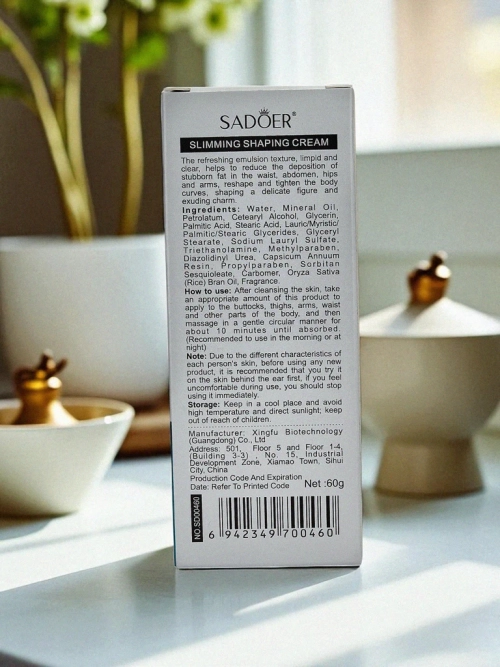 SADOER®
SLIMMING SHAPING CREAM
The refreshing emulsion texture, limpid and
clear, helps to reduce the deposition of
stubborn fat in the waist, abdomen, hips
and arms, reshape and tighten the body
curves, shaping a delicate figure and
exuding charm.
Ingredients: Water, Mineral Oil,
Petrolatum, Cetearyl Alcohol, Glycerin,
Palmitic Acid, Stearic Acid, Lauric/Myristic/
Palmitic/Stearic Glycerides, Glyceryl
Stearate, Sodium Lauryl Sulfate,
Triethanolamine, Methylparaben,
Diazolidinyl Urea, Capsicum Annuum
Resin, Propylparaben, Sorbitan
Sesquioleate, Carbomer, Oryza Sativa
(Rice) Bran Oil, Fragrance.
How to use: After cleansing the skin, take
an appropriate amount of this product to
apply to the buttocks, thighs, arms, waist
and other parts of the body, and then
massage in a gentle circular manner for
about 10 minutes until absorbed.
(Recommended to use in the morning or at
night)
Note: Due to the different characteristics of
each person's skin, before using any new
product, it is recommended that you try it
on the skin behind the ear first, if you feel
uncomfortable during use, you should stop
using it immediately.
Storage: Keep in a cool place and avoid
high temperature and direct sunlight; keep
out of reach of children.
Manufacturer: Xingfu Biotechnology
(Guangdong) Co., Ltd
Address: 501, Floor 5 and Floor 1-4,
(Building 3-3) , No. 15, Industrial
Development Zone, Xiamao Town, Sihui
City, China
Production Code And Expiration
Date: Refer To Printed Code Net :60g
NO.SD00460
6 942349 700460